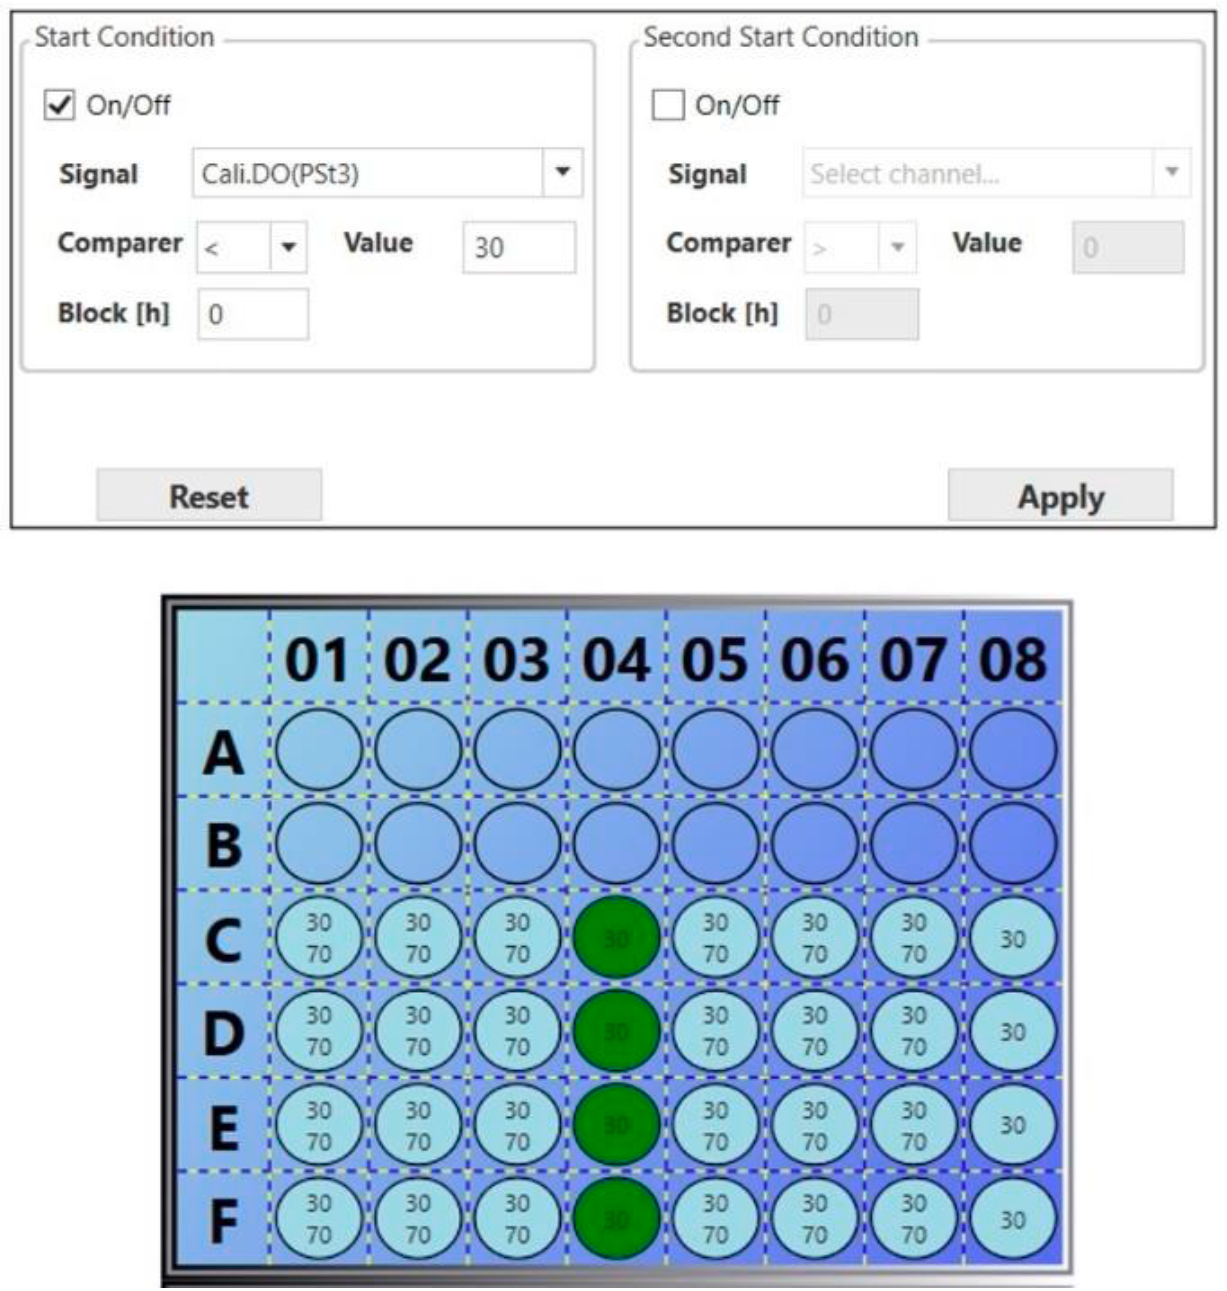 Start Condition
Second Start Condition
On/Off
On/Off
Signal Cali.DO(PSt3)
Signal Select channel...
Comparer < Value 30
Comparer > Value 0
Block [h] 0
Block [h] 0
Reset
Apply
01 02 03 04 05 06 07 08
A
B
C
30 30 30 30 30 30 30 30
70 70 70 70 70 70
D
30 30 30 30 30 30 30 30
70 70 70 70 70 70
E
30 30 30 30 30 30 30 30
70 70 70 70 70 70
F
30 30 30 30 30 30 30 30
70 70 70 70 70 70